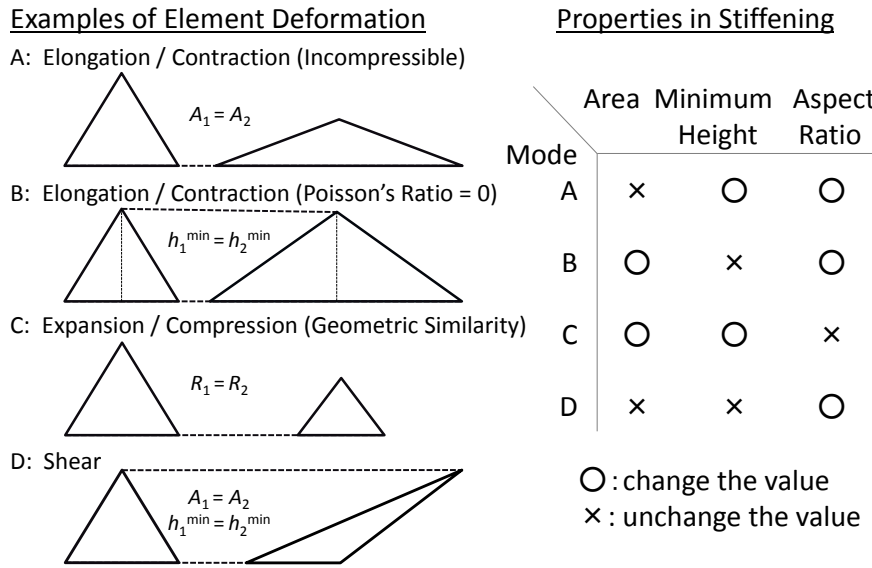 Examples of Element Deformation
A: Elongation / Contraction (Incompressible)
A1 = A2
B: Elongation / Contraction (Poisson's Ratio = 0)
h1min = h2min
C: Expansion / Compression (Geometric Similarity)
R1 = R2
D: Shear
A1 = A2
h1min = h2min
Properties in Stiffening
Area Minimum Height Aspect Ratio
Mode
A × ○ ○
B ○ × ○
C ○ ○ ×
D × × ○
○ : change the value
× : unchange the value